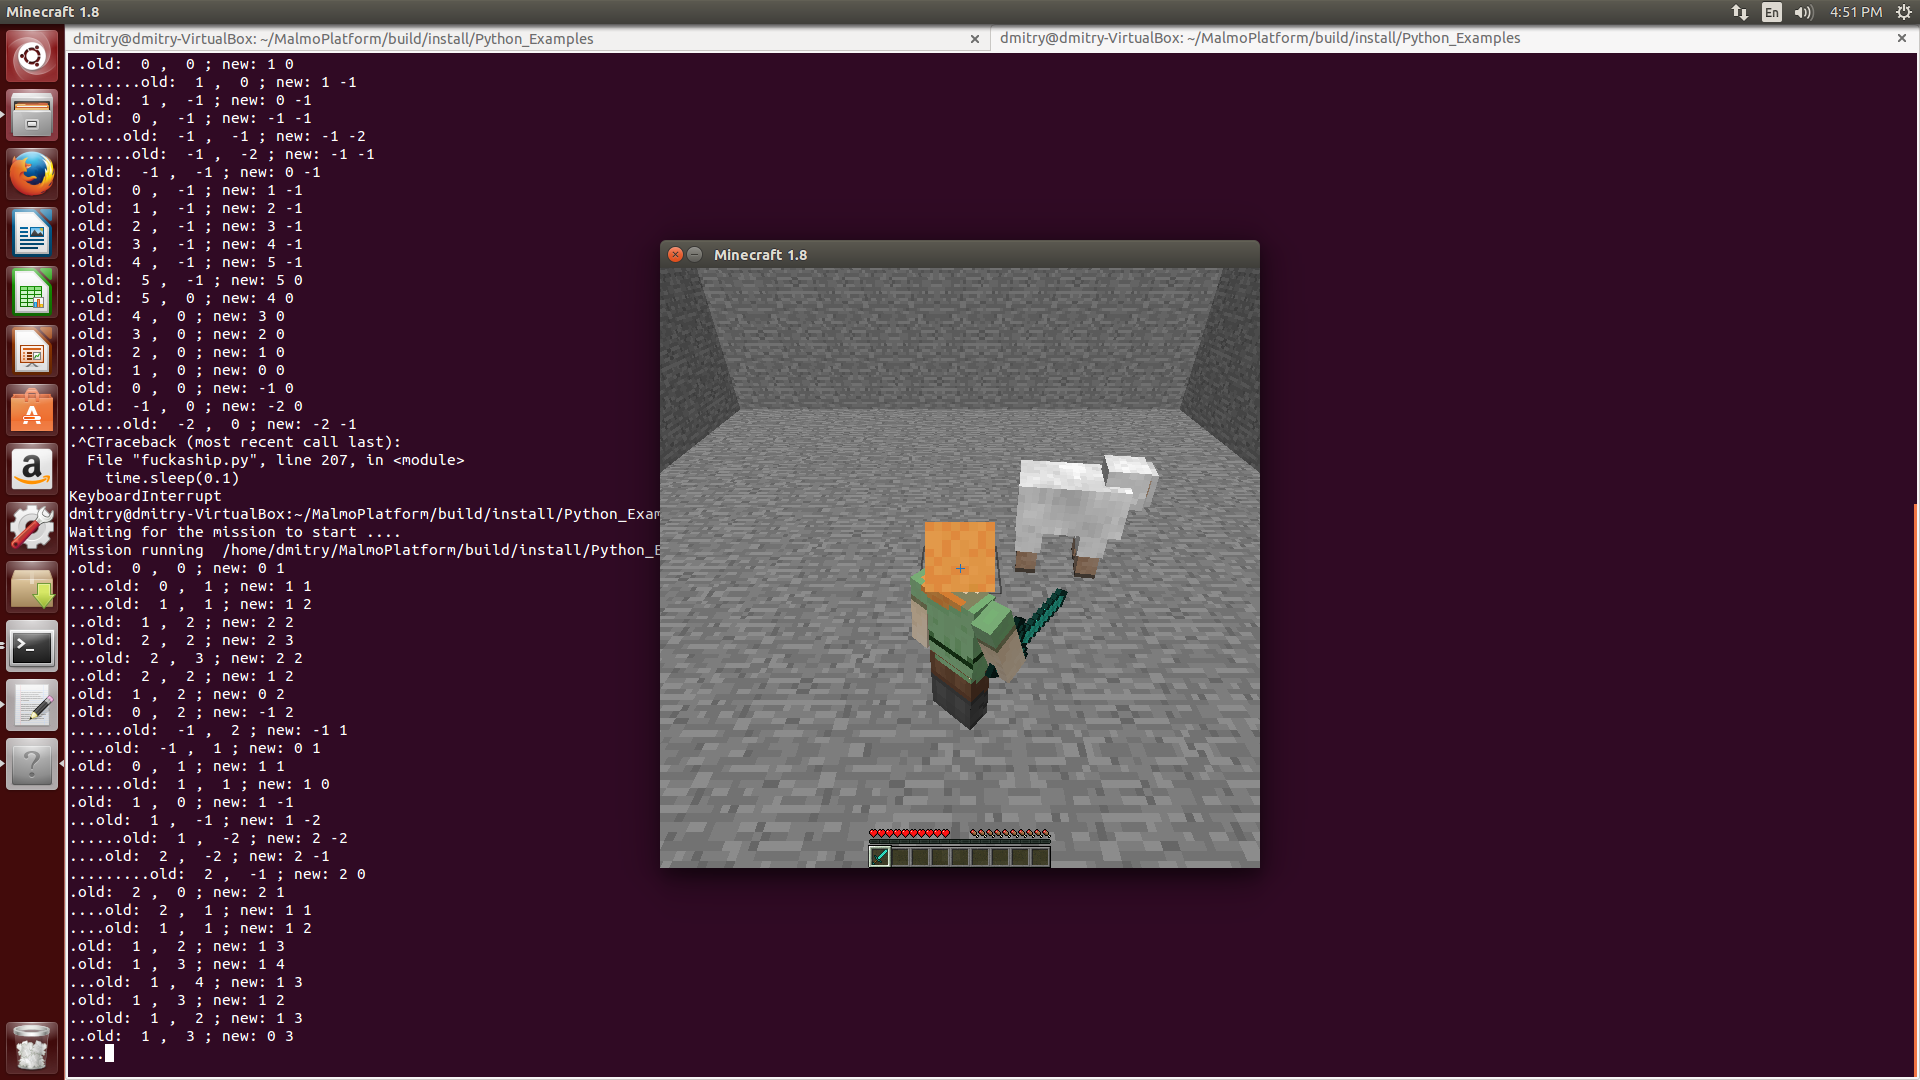 Minecraft 1.8
En
4:51 PM
dmitry@dmitry-VirtualBox: ~/MalmoPlatform/build/install/Python_Examples
dmitry@dmitry-VirtualBox: ~/MalmoPlatform/build/install/Python_Examples
..old:  0 ,  0 ; new: 1 0
........old:  1 ,  0 ; new: 1 -1
..old:  1 ,  -1 ; new: 0 -1
.old:  0 ,  -1 ; new: -1 -1
......old:  -1 ,  -1 ; new: -1 -2
.......old:  -1 ,  -2 ; new: -1 -1
..old:  -1 ,  -1 ; new: 0 -1
.old:  0 ,  -1 ; new: 1 -1
.old:  1 ,  -1 ; new: 2 -1
.old:  2 ,  -1 ; new: 3 -1
.old:  3 ,  -1 ; new: 4 -1
.old:  4 ,  -1 ; new: 5 -1
..old:  5 ,  -1 ; new: 5 0
..old:  5 ,  0 ; new: 4 0
.old:  4 ,  0 ; new: 3 0
.old:  3 ,  0 ; new: 2 0
.old:  2 ,  0 ; new: 1 0
.old:  1 ,  0 ; new: 0 0
.old:  0 ,  0 ; new: -1 0
.old:  -1 ,  0 ; new: -2 0
......old:  -2 ,  0 ; new: -2 -1
.^CTraceback (most recent call last):
  File "fuckaship.py", line 207, in <module>
    time.sleep(0.1)
KeyboardInterrupt
dmitry@dmitry-VirtualBox:~/MalmoPlatform/build/install/Python_Exam
Waiting for the mission to start ....
Mission running  /home/dmitry/MalmoPlatform/build/install/Python_E
.old:  0 ,  0 ; new: 0 1
....old:  0 ,  1 ; new: 1 1
....old:  1 ,  1 ; new: 1 2
..old:  1 ,  2 ; new: 2 2
..old:  2 ,  2 ; new: 2 3
...old:  2 ,  3 ; new: 2 2
..old:  2 ,  2 ; new: 1 2
.old:  1 ,  2 ; new: 0 2
.old:  0 ,  2 ; new: -1 2
......old:  -1 ,  2 ; new: -1 1
....old:  -1 ,  1 ; new: 0 1
.old:  0 ,  1 ; new: 1 1
......old:  1 ,  1 ; new: 1 0
.old:  1 ,  0 ; new: 1 -1
...old:  1 ,  -1 ; new: 1 -2
......old:  1 ,  -2 ; new: 2 -2
....old:  2 ,  -2 ; new: 2 -1
.........old:  2 ,  -1 ; new: 2 0
.old:  2 ,  0 ; new: 2 1
....old:  2 ,  1 ; new: 1 1
....old:  1 ,  1 ; new: 1 2
.old:  1 ,  2 ; new: 1 3
.old:  1 ,  3 ; new: 1 4
...old:  1 ,  4 ; new: 1 3
.old:  1 ,  3 ; new: 1 2
...old:  1 ,  2 ; new: 1 3
..old:  1 ,  3 ; new: 0 3
....
Minecraft 1.8